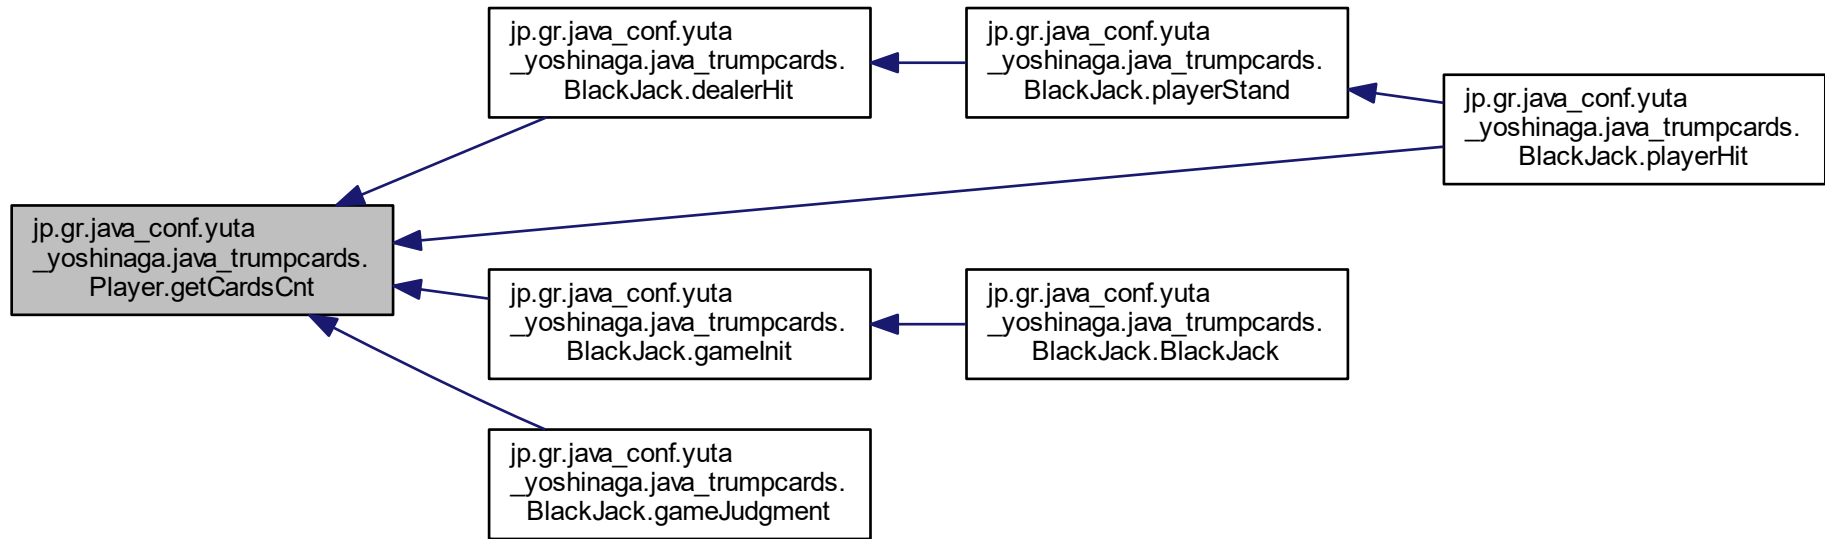 jp.gr.java_conf.yuta
_yoshinaga.java_trumpcards.
Player.getCardsCnt
jp.gr.java_conf.yuta
_yoshinaga.java_trumpcards.
BlackJack.dealerHit
jp.gr.java_conf.yuta
_yoshinaga.java_trumpcards.
BlackJack.playerStand
jp.gr.java_conf.yuta
_yoshinaga.java_trumpcards.
BlackJack.playerHit
jp.gr.java_conf.yuta
_yoshinaga.java_trumpcards.
BlackJack.gameInit
jp.gr.java_conf.yuta
_yoshinaga.java_trumpcards.
BlackJack.BlackJack
jp.gr.java_conf.yuta
_yoshinaga.java_trumpcards.
BlackJack.gameJudgment